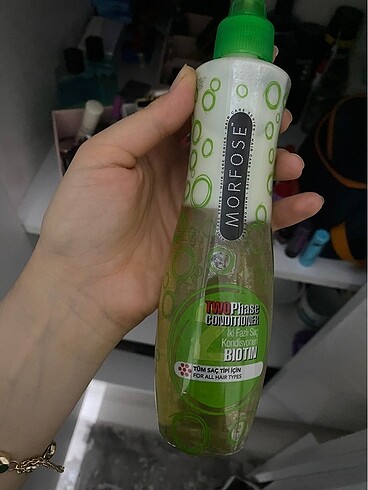 MORFOSE
TWO Phase
CONDITIONER
İki Fazlı Saç
Kondisyoneri
BIOTIN
TÜM SAÇ TİPİ İÇİN
FOR ALL HAIR TYPES